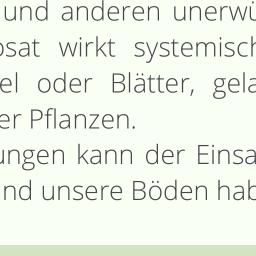 und anderen unerwü
osat wirkt systemisch
el oder Blätter, gela
er Pflanzen.
ungen kann der Einsa
nd unsere Böden hab